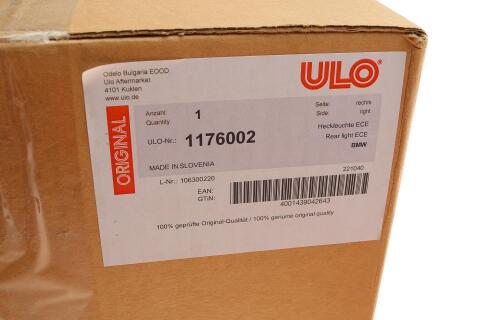 Odelo Bulgaria EOOD
Ulo Aftermarket
4101 Kuklen
www.ulo.de
ULO®
ORIGINAL
Anzahl: 1
Quantity
Seite: rechts
Side: right
ULO-Nr.: 1176002
Heckleuchte ECE
Rear light ECE
BMW
MADE IN SLOVENIA
L-Nr.: 106300220
221040
EAN:
GTIN:
4001439042643
100% geprüfte Original-Qualität / 100% genuine original quality